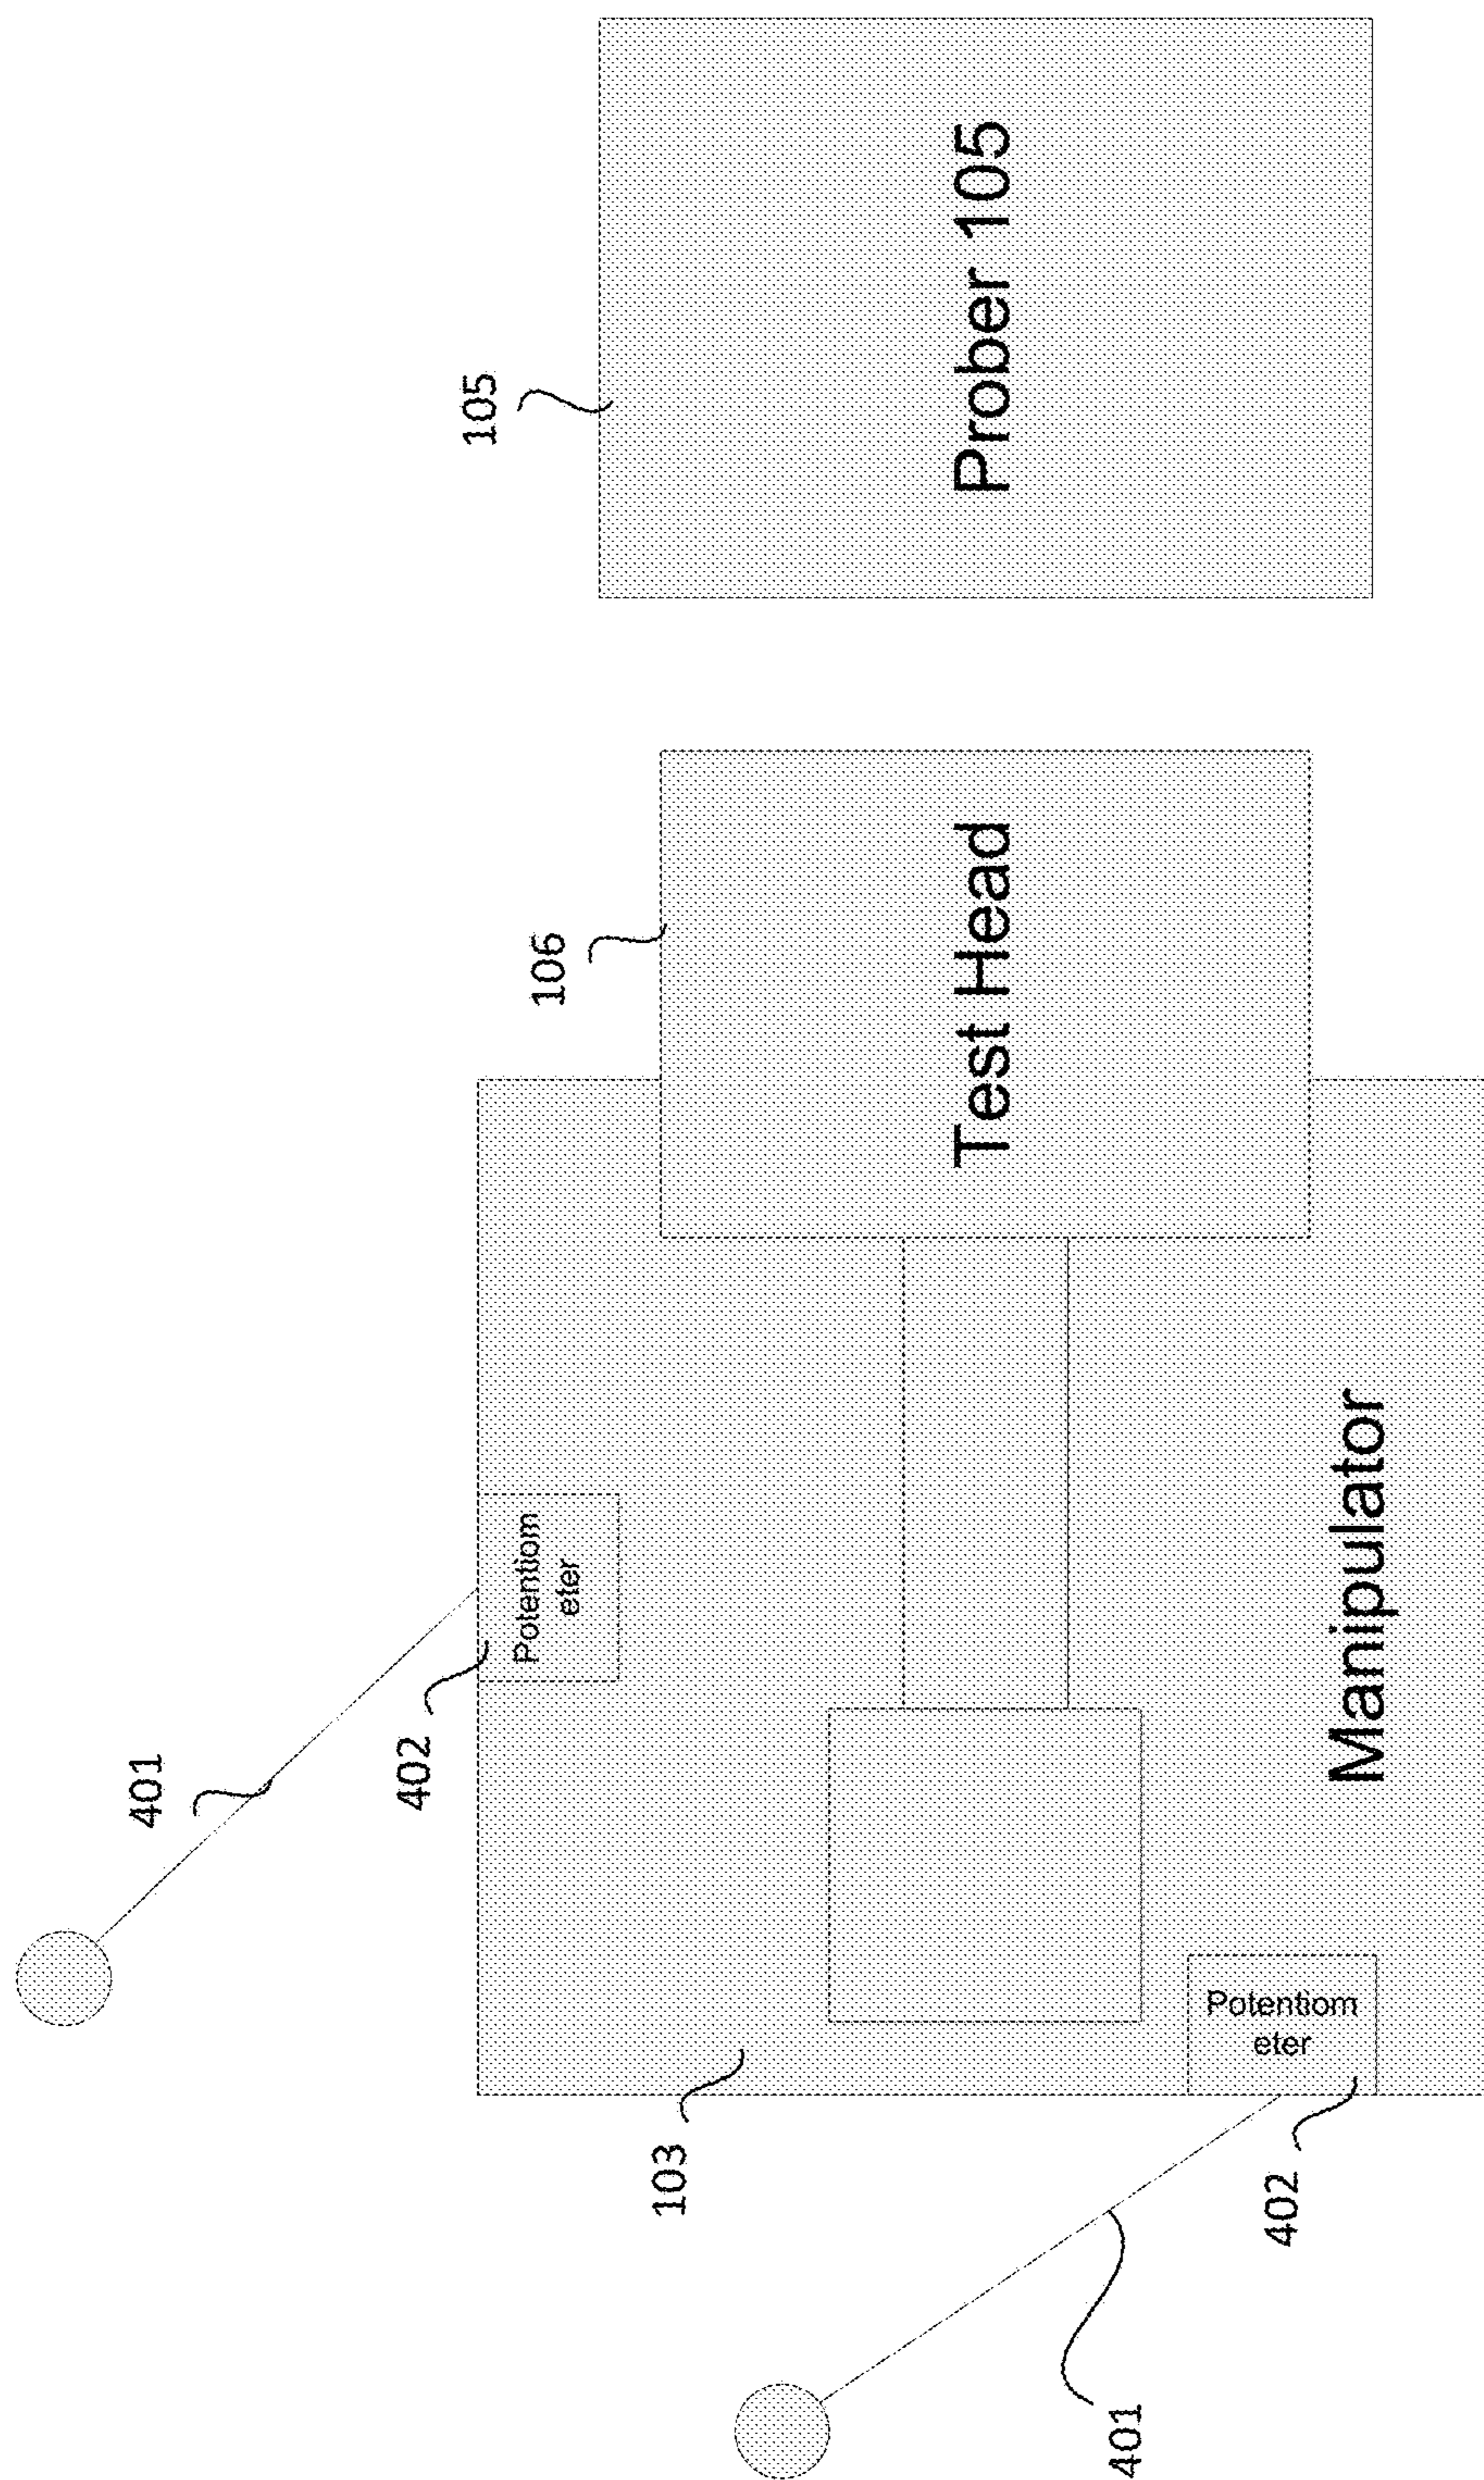 401
402
Potentiom
eter
103
106
105
Test Head
Prober 105
Manipulator
Potentiom
eter
402
401